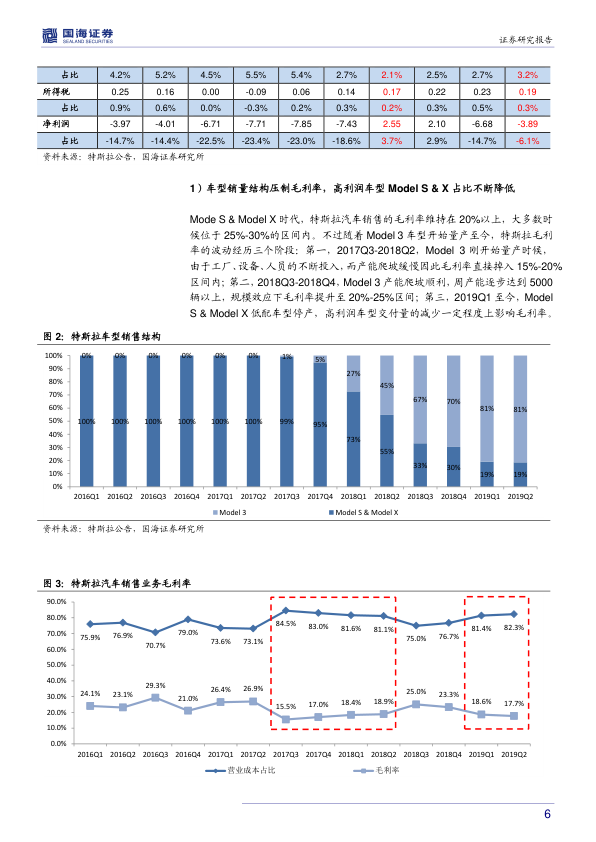 国海证券
SEALAND SECURITIES
证券研究报告
占比 4.2% 5.2% 4.5% 5.5% 5.4% 2.7% 2.1% 2.5% 2.7% 3.2%
所得税 0.25 0.16 0.00 -0.09 0.06 0.14 0.17 0.22 0.23 0.19
占比 0.9% 0.6% 0.0% -0.3% 0.2% 0.3% 0.2% 0.3% 0.5% 0.3%
净利润 -3.97 -4.01 -6.71 -7.71 -7.85 -7.43 2.55 2.10 -6.68 -3.89
占比 -14.7% -14.4% -22.5% -23.4% -23.0% -18.6% 3.7% 2.9% -14.7% -6.1%
资料来源：特斯拉公告，国海证券研究所
1）车型销量结构压制毛利率，高利润车型 Model S & X 占比不断降低
Mode S & Model X 时代，特斯拉汽车销售的毛利率维持在 20%以上，大多数时
候位于 25%-30%的区间内。不过随着 Model 3 车型开始量产至今，特斯拉毛利
率的波动经历三个阶段：第一，2017Q3-2018Q2，Model 3 刚开始量产时候，
由于工厂、设备、人员的不断投入，而产能爬坡缓慢因此毛利率直接掉入 15%-20%
区间内；第二，2018Q3-2018Q4，Model 3 产能爬坡顺利，周产能逐步达到 5000
辆以上，规模效应下毛利率提升至 20%-25%区间；第三，2019Q1 至今，Model
S & Model X 低配车型停产，高利润车型交付量的减少一定程度上影响毛利率。
图 2：特斯拉车型销售结构
100% 0% 0% 0% 0% 0% 0% 1% 5%
90%
80% 27% 45% 67% 70% 81% 81%
70%
60%
50% 100% 100% 100% 100% 100% 100% 99% 95%
40% 73%
30% 55%
20% 33% 30%
10% 19% 19%
0%
2016Q1 2016Q2 2016Q3 2016Q4 2017Q1 2017Q2 2017Q3 2017Q4 2018Q1 2018Q2 2018Q3 2018Q4 2019Q1 2019Q2
Model 3 Model S & Model X
资料来源：特斯拉公告，国海证券研究所
图 3：特斯拉汽车销售业务毛利率
90.0%
80.0%
70.0%
60.0%
50.0%
40.0%
30.0%
20.0%
10.0%
0.0%
75.9% 76.9% 70.7% 79.0% 73.6% 73.1% 84.5% 83.0% 81.6% 81.1% 75.0% 76.7% 81.4% 82.3%
24.1% 23.1% 29.3% 21.0% 26.4% 26.9% 15.5% 17.0% 18.4% 18.9% 25.0% 23.3% 18.6% 17.7%
2016Q1 2016Q2 2016Q3 2016Q4 2017Q1 2017Q2 2017Q3 2017Q4 2018Q1 2018Q2 2018Q3 2018Q4 2019Q1 2019Q2
营业成本占比 毛利率
6